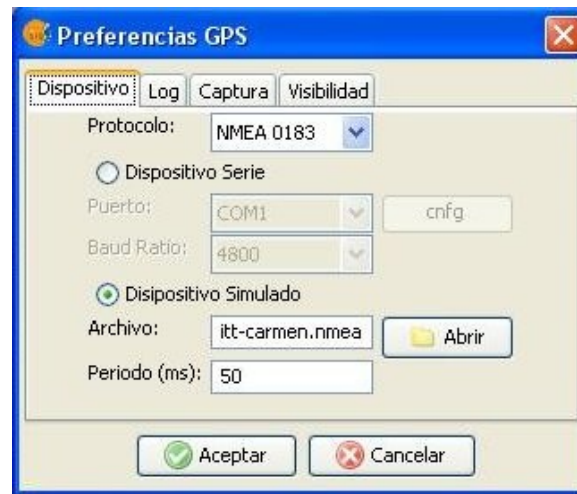 Preferencias GPS
Dispositivo Log Captura Visibilidad
Protocolo: NMEA 0183
Dispositivo Serie
Puerto: COM1 cnfg
Baud Ratio: 4800
Disipositivo Simulado
Archivo: itt-carmen.nmea Abrir
Periodo (ms): 50
Aceptar Cancelar